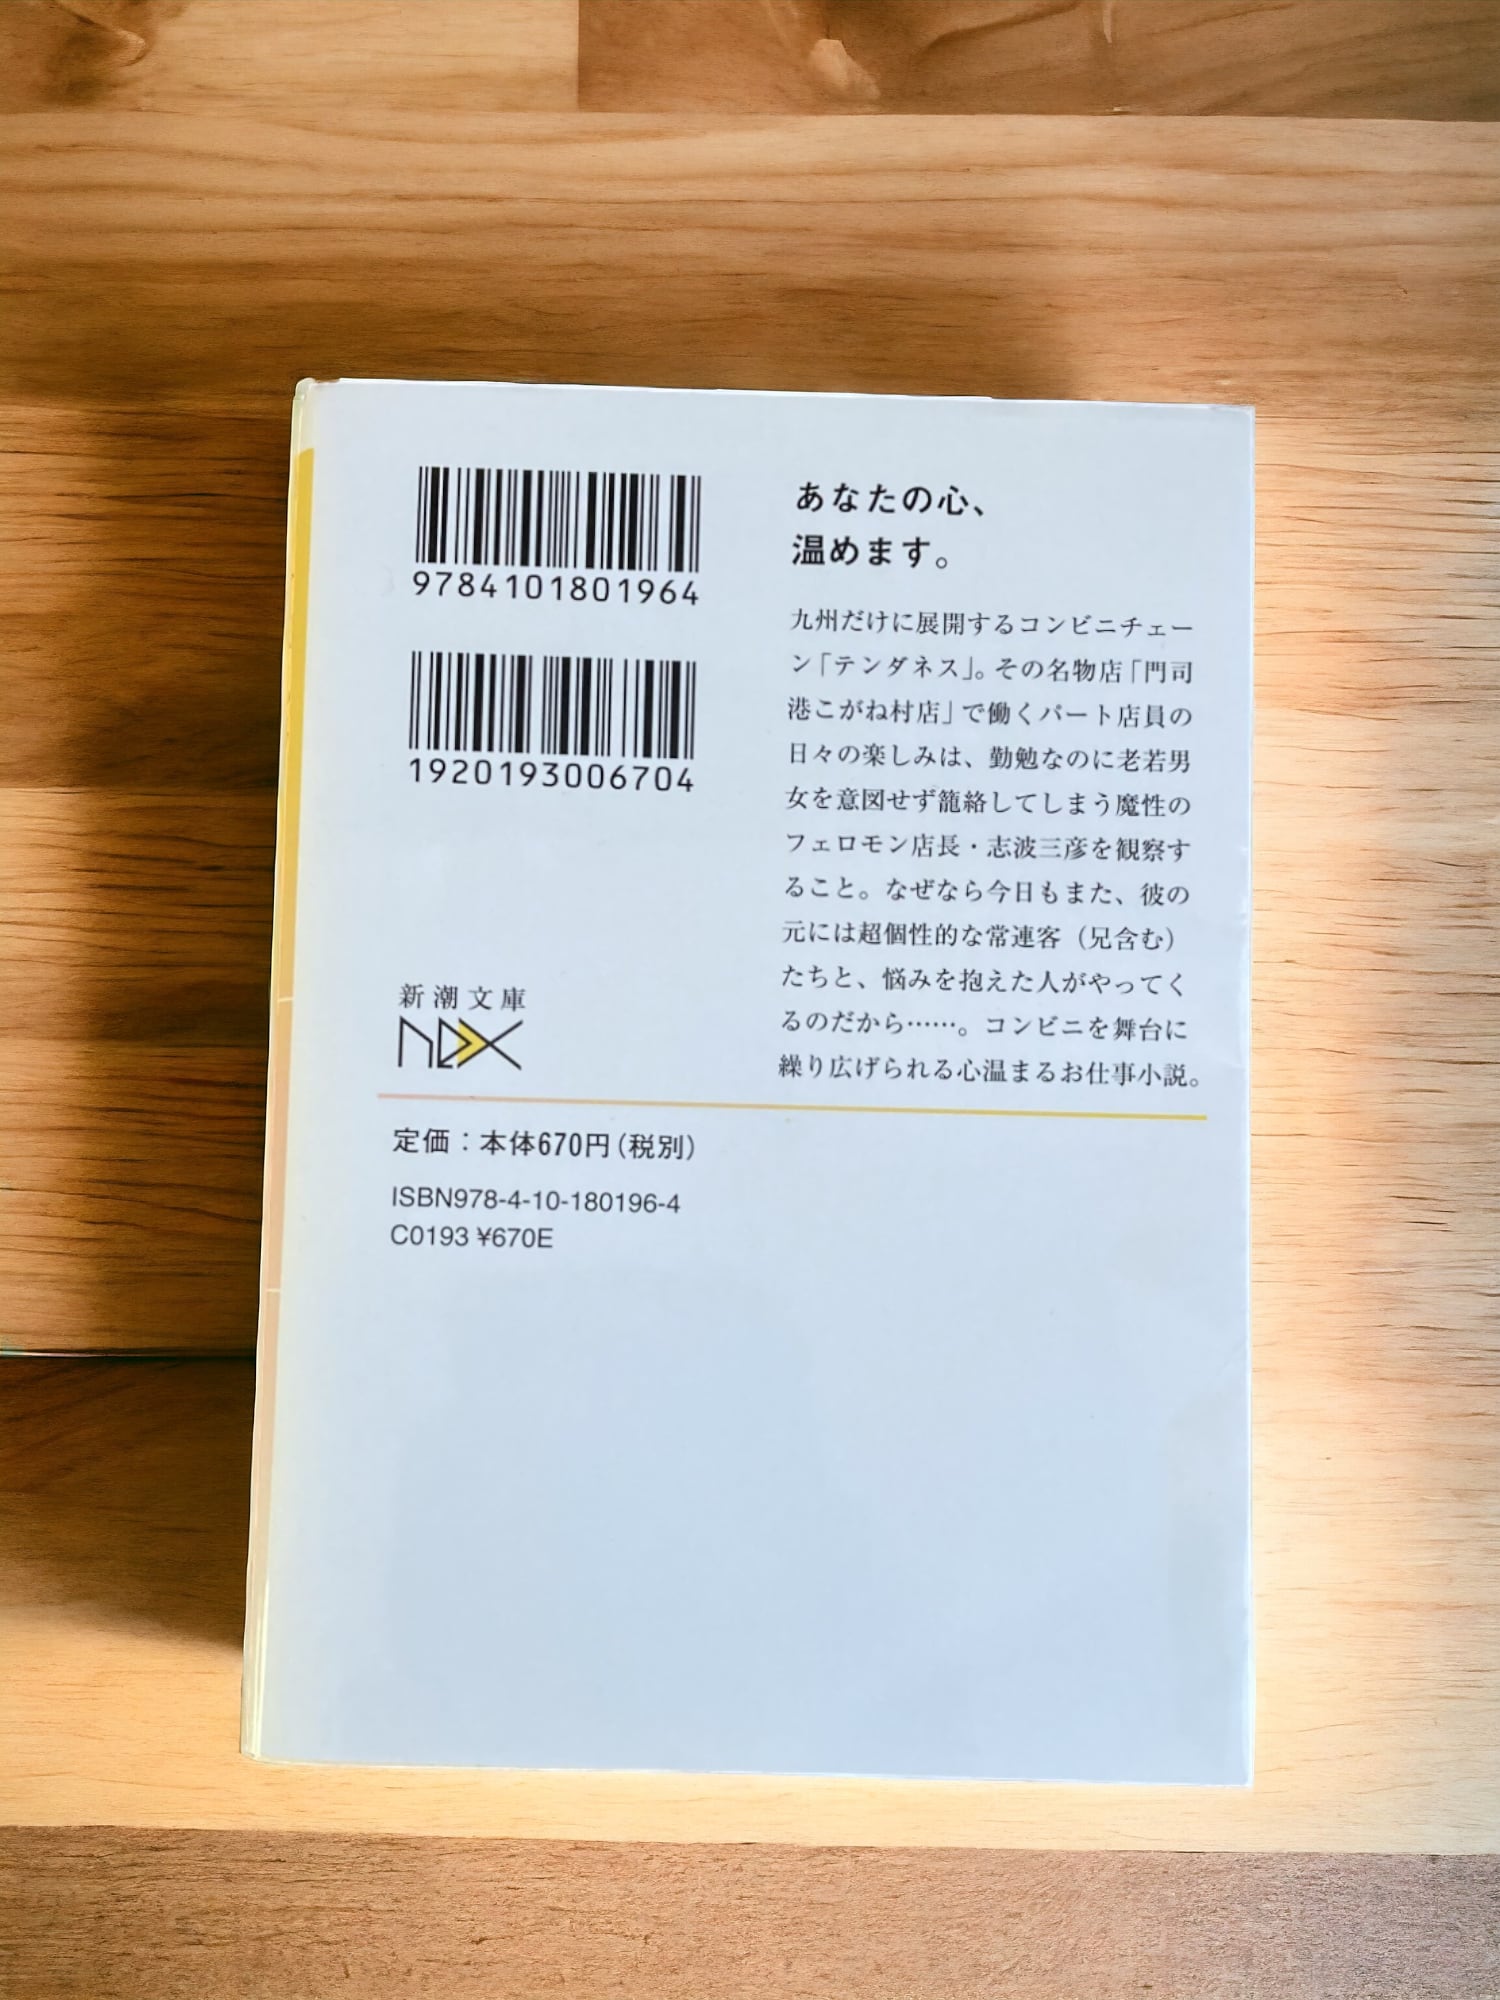 9784101801964
1920193006704
あなたの心、
温めます。
九州だけに展開するコンビニチェー
ン「テンダネス」。その名物店「門司
港こがね村店」で働くパート店員の
日々の楽しみは、勤勉なのに老若男
女を意図せず籠絡してしまう魔性の
フェロモン店長・志波三彦を観察す
ること。なぜなら今日もまた、彼の
元には超個性的な常連客（兄含む）
たちと、悩みを抱えた人がやってく
るのだから……。コンビニを舞台に
繰り広げられる心温まるお仕事小説。
新潮文庫
nex
定価：本体670円（税別）
ISBN978-4-10-180196-4
C0193 ¥670E